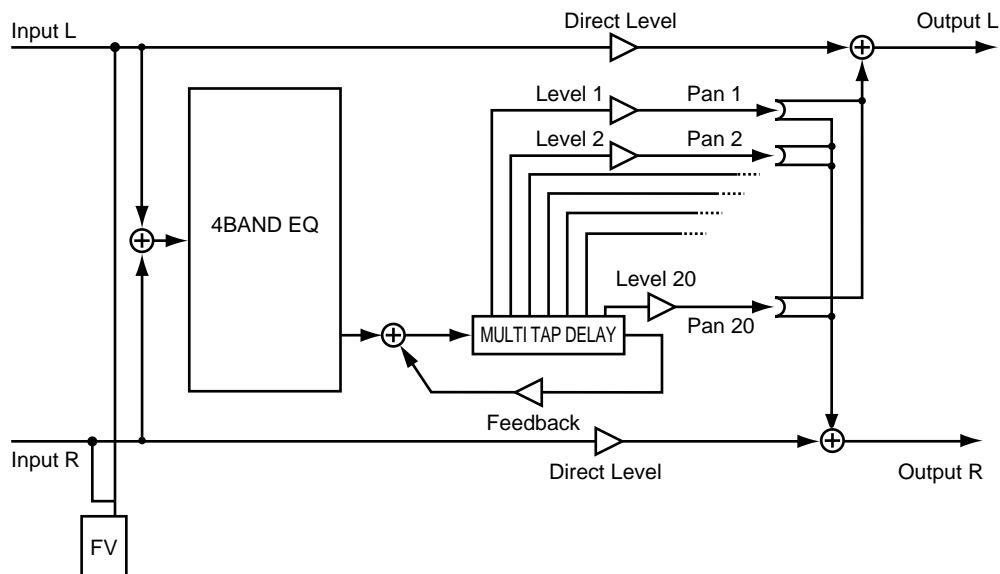 Input L
Direct Level
Output L
Level 1
Pan 1
Level 2
Pan 2
4BAND EQ
Level 20
Pan 20
MULTI TAP DELAY
Feedback
Input R
Direct Level
Output R
FV